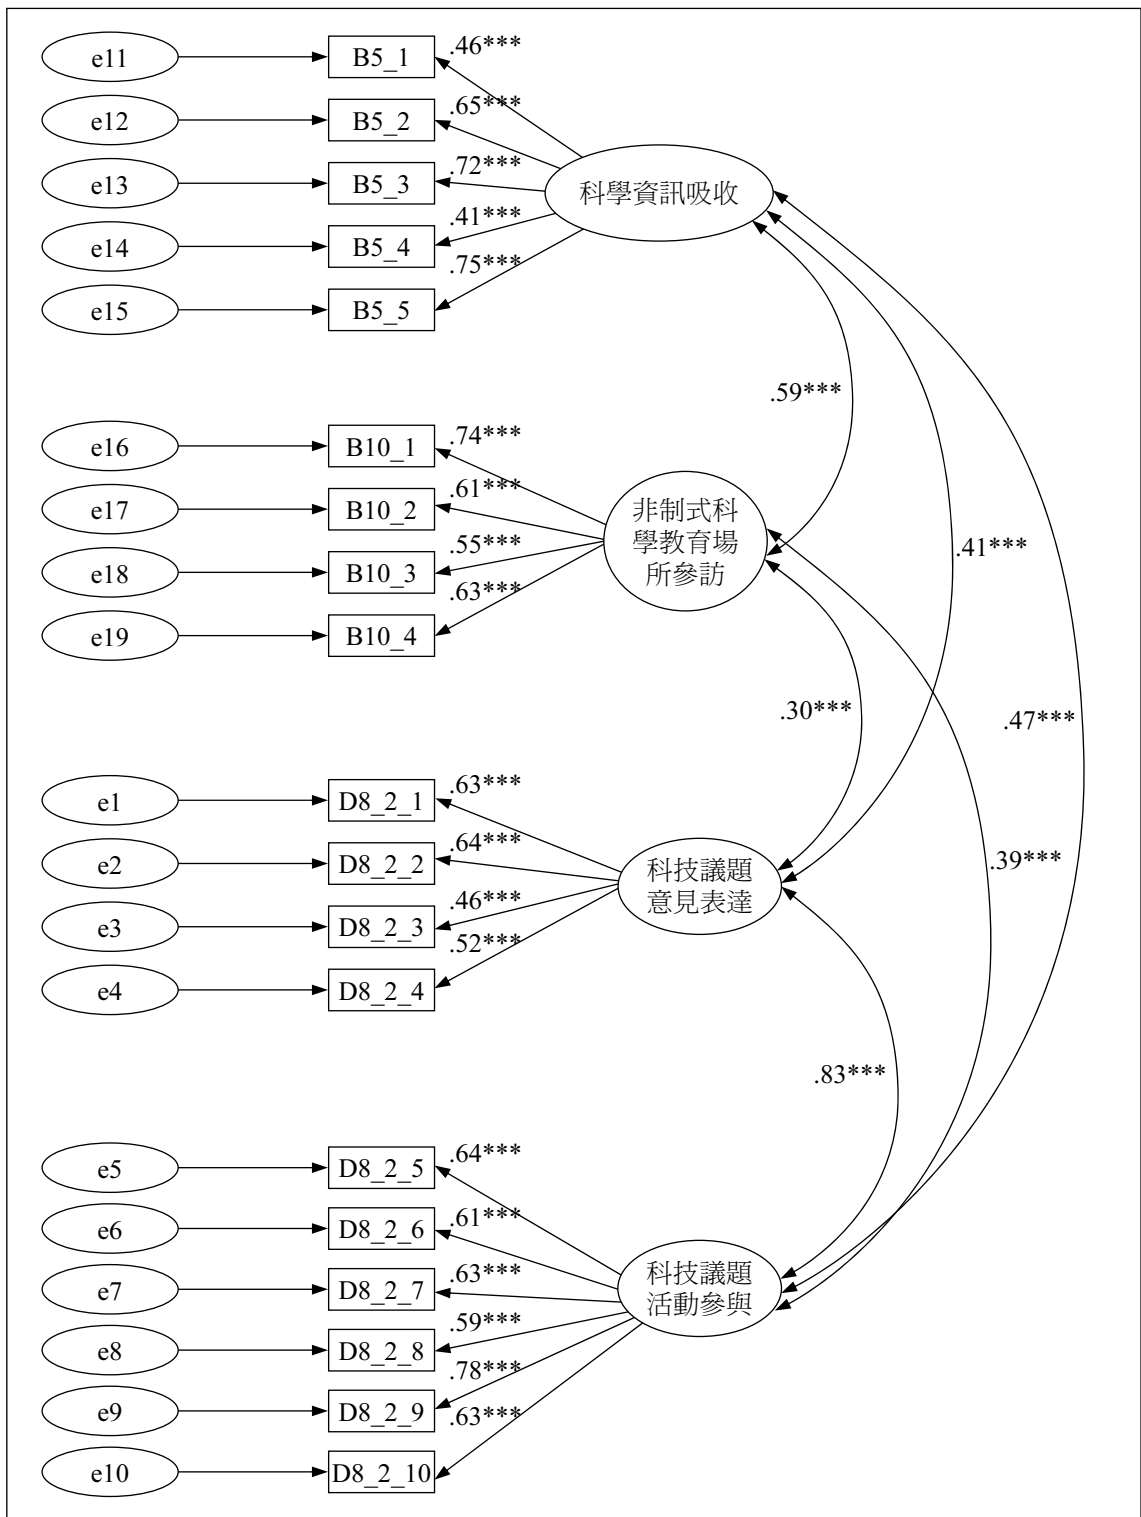 e11 B5_1 .46***
e12 B5_2 .65***
e13 B5_3 .72***
科學資訊吸收
e14 B5_4 .41***
e15 B5_5 .75***
.59***
e16 B10_1 .74***
e17 B10_2 .61***
e18 B10_3 .55***
e19 B10_4 .63***
非制式科
學教育場
所參訪
.41***
.30***
.47***
e1 D8_2_1 .63***
e2 D8_2_2 .64***
e3 D8_2_3 .46***
e4 D8_2_4 .52***
科技議題
意見表達
.39***
.83***
e5 D8_2_5 .64***
e6 D8_2_6 .61***
e7 D8_2_7 .63***
e8 D8_2_8 .59***
e9 D8_2_9 .78***
e10 D8_2_10 .63***
科技議題
活動參與